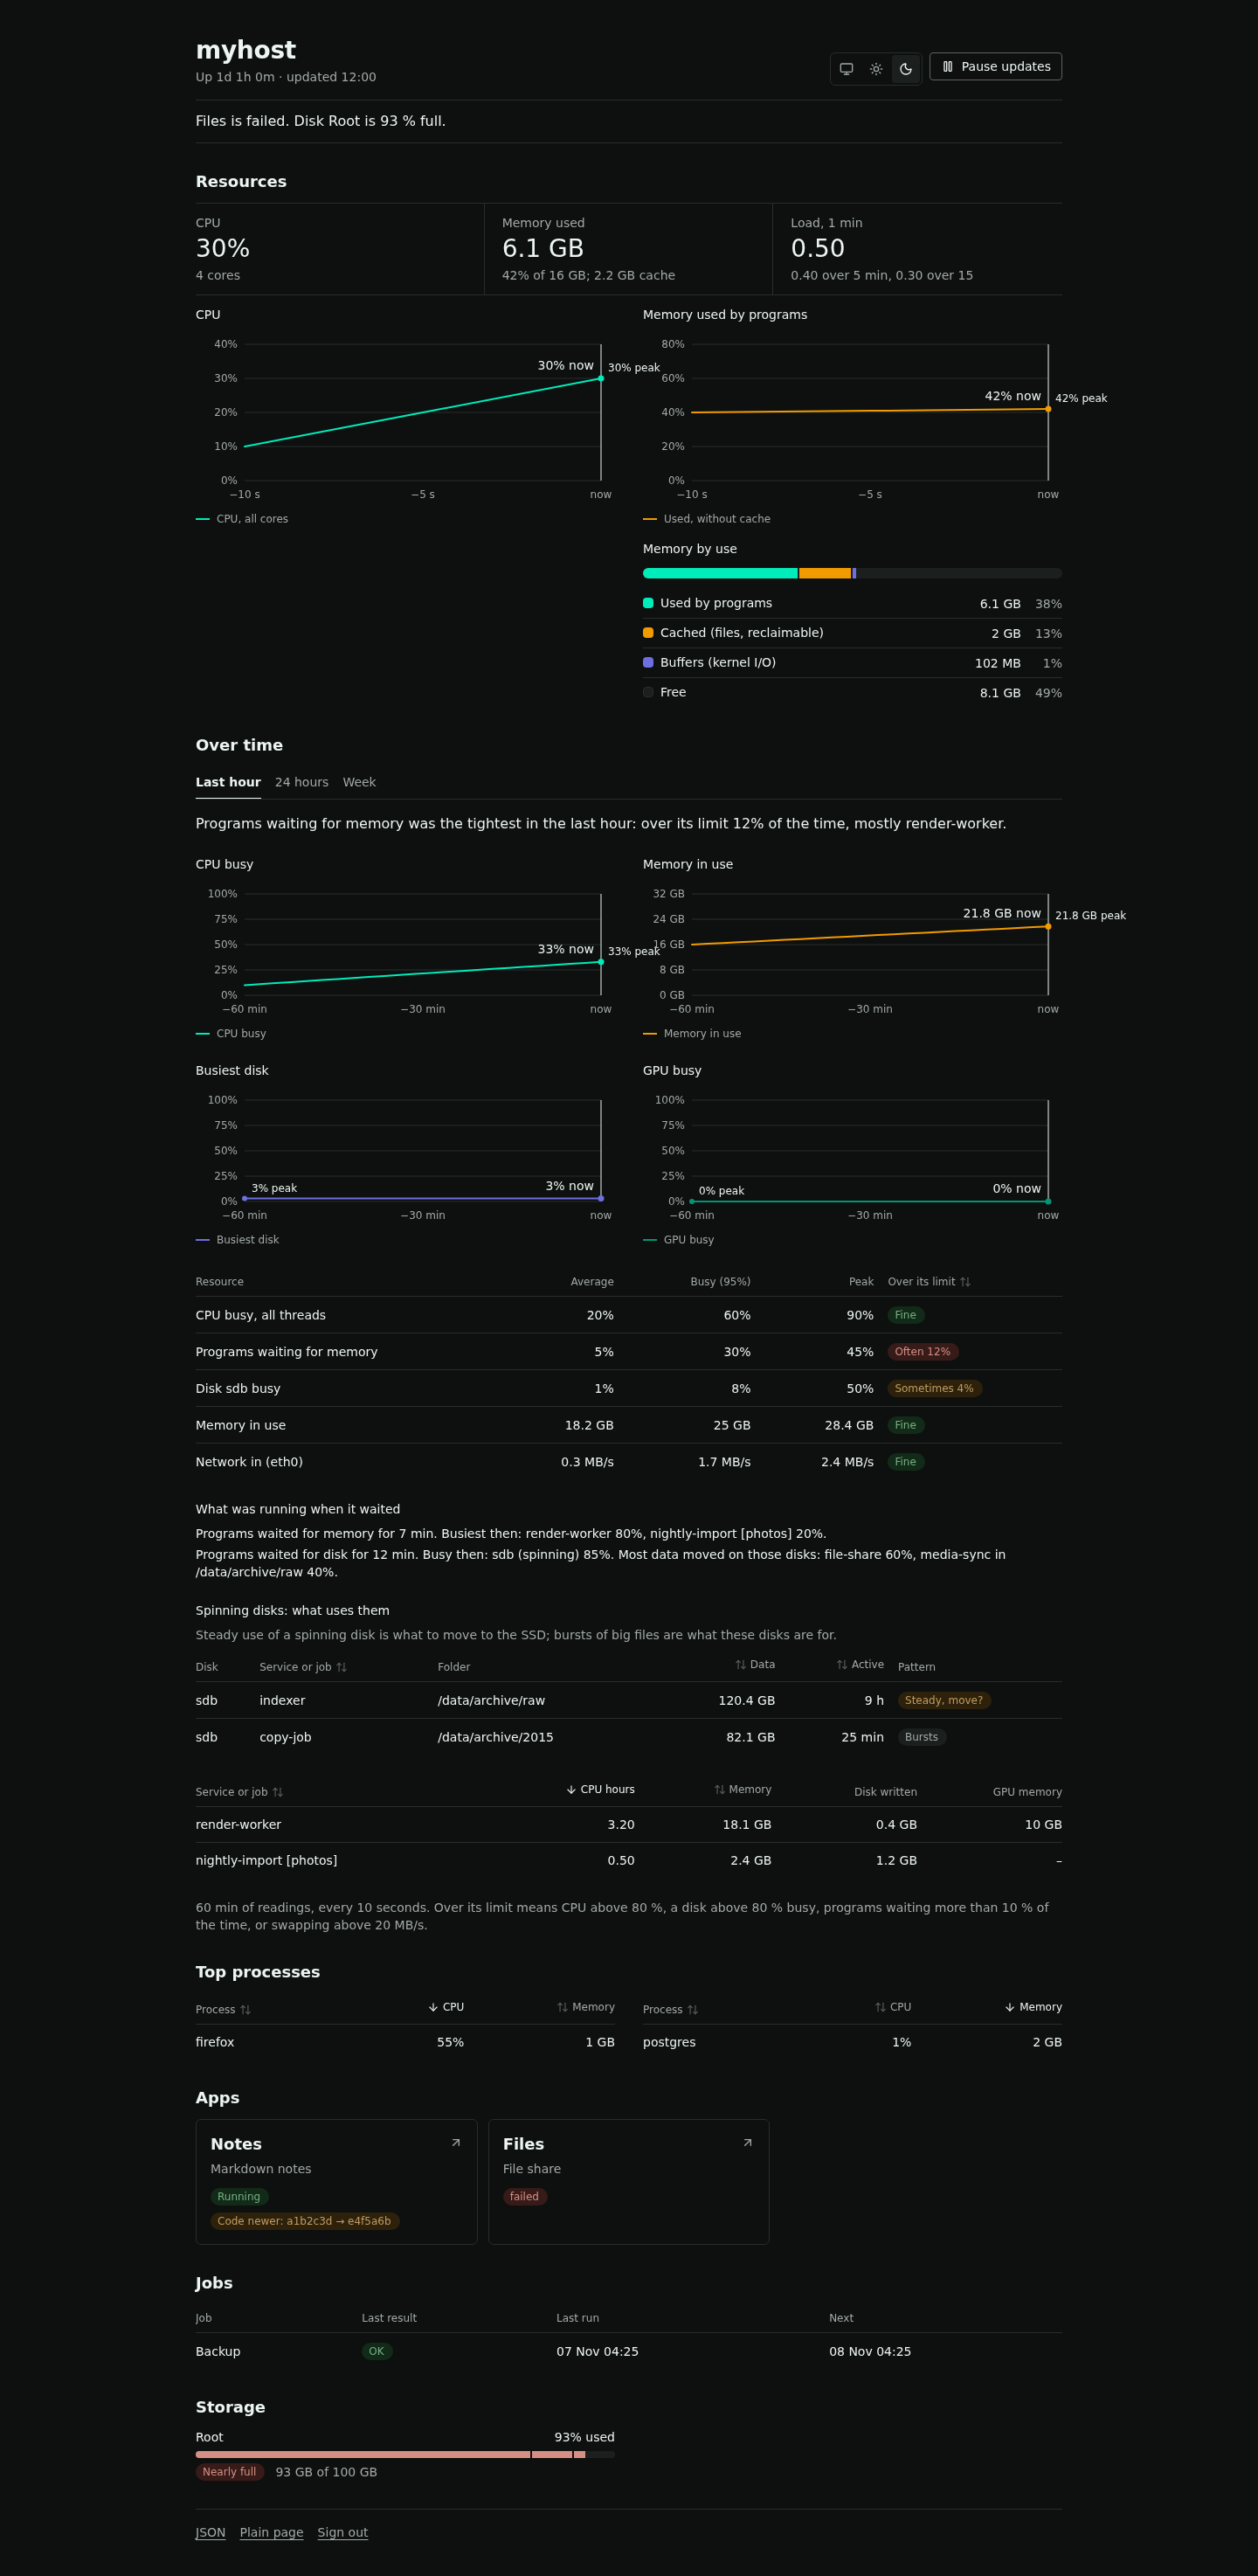 myhost
Up 1d 1h 0m · updated 12:00
Pause updates
Files is failed. Disk Root is 93 % full.
Resources
CPU
30%
4 cores
Memory used
6.1 GB
42% of 16 GB; 2.2 GB cache
Load, 1 min
0.50
0.40 over 5 min, 0.30 over 15
CPU
40%
30%
20%
10%
0%
30% now
30% peak
−10 s
−5 s
now
CPU, all cores
Memory used by programs
80%
60%
40%
20%
0%
42% now
42% peak
−10 s
−5 s
now
Used, without cache
Memory by use
Used by programs 6.1 GB 38%
Cached (files, reclaimable) 2 GB 13%
Buffers (kernel I/O) 102 MB 1%
Free 8.1 GB 49%
Over time
Last hour 24 hours Week
Programs waiting for memory was the tightest in the last hour: over its limit 12% of the time, mostly render-worker.
CPU busy
100%
75%
50%
25%
0%
33% now
33% peak
−60 min
−30 min
now
CPU busy
Memory in use
32 GB
24 GB
16 GB
8 GB
0 GB
21.8 GB now
21.8 GB peak
−60 min
−30 min
now
Memory in use
Busiest disk
100%
75%
50%
25%
0%
3% peak
3% now
−60 min
−30 min
now
Busiest disk
GPU busy
100%
75%
50%
25%
0%
0% peak
0% now
−60 min
−30 min
now
GPU busy
Resource Average Busy (95%) Peak Over its limit
CPU busy, all threads 20% 60% 90% Fine
Programs waiting for memory 5% 30% 45% Often 12%
Disk sdb busy 1% 8% 50% Sometimes 4%
Memory in use 18.2 GB 25 GB 28.4 GB Fine
Network in (eth0) 0.3 MB/s 1.7 MB/s 2.4 MB/s Fine
What was running when it waited
Programs waited for memory for 7 min. Busiest then: render-worker 80%, nightly-import [photos] 20%.
Programs waited for disk for 12 min. Busy then: sdb (spinning) 85%. Most data moved on those disks: file-share 60%, media-sync in
/data/archive/raw 40%.
Spinning disks: what uses them
Steady use of a spinning disk is what to move to the SSD; bursts of big files are what these disks are for.
Disk Service or job Folder Data Active Pattern
sdb indexer /data/archive/raw 120.4 GB 9 h Steady, move?
sdb copy-job /data/archive/2015 82.1 GB 25 min Bursts
Service or job CPU hours Memory Disk written GPU memory
render-worker 3.20 18.1 GB 0.4 GB 10 GB
nightly-import [photos] 0.50 2.4 GB 1.2 GB –
60 min of readings, every 10 seconds. Over its limit means CPU above 80 %, a disk above 80 % busy, programs waiting more than 10 % of
the time, or swapping above 20 MB/s.
Top processes
Process CPU Memory
firefox 55% 1 GB
Process CPU Memory
postgres 1% 2 GB
Apps
Notes
Markdown notes
Running
Code newer: a1b2c3d → e4f5a6b
Files
File share
failed
Jobs
Job Last result Last run Next
Backup OK 07 Nov 04:25 08 Nov 04:25
Storage
Root 93% used
Nearly full 93 GB of 100 GB
JSON Plain page Sign out